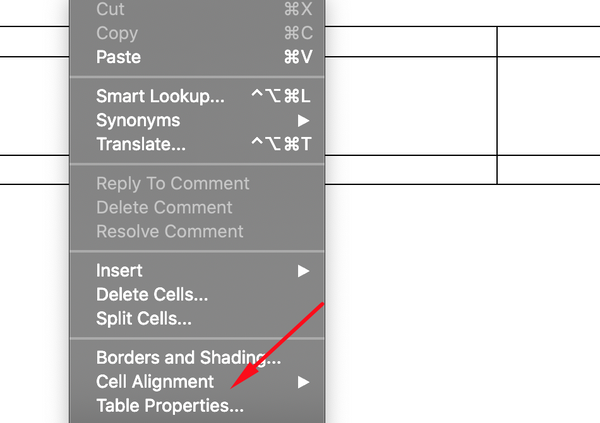 Cut ⌘X
Copy ⌘C
Paste ⌘V
Smart Lookup... ^⌥⌘L
Synonyms ▶
Translate... ^⌥⌘T
Reply To Comment
Delete Comment
Resolve Comment
Insert ▶
Delete Cells...
Split Cells...
Borders and Shading...
Cell Alignment ▶
Table Properties...